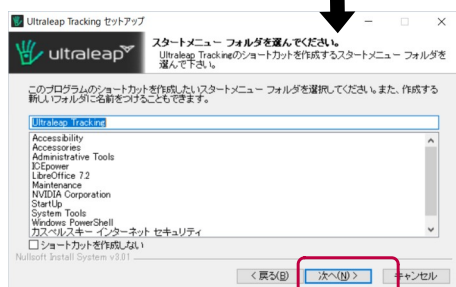 Ultraleap Tracking セットアップ
ultraleap
スタートメニュー フォルダを選んでください。
Ultraleap Trackingのショートカットを作成するスタートメニュー フォルダを
選んで下さい。
このプログラムのショートカットを作成したいスタートメニュー フォルダを選択してください。また、作成する
新しいフォルダに名前をつけることもできます。
Ultraleap Tracking
Accessibility
Accessories
Administrative Tools
ICEpower
LibreOffice 7.2
Maintenance
NVIDIA Corporation
StartUp
System Tools
Windows PowerShell
カスペルスキー インターネット セキュリティ
ショートカットを作成しない
Nullsoft Install System v3.01
< 戻る(B)
次へ(N) >
キャンセル